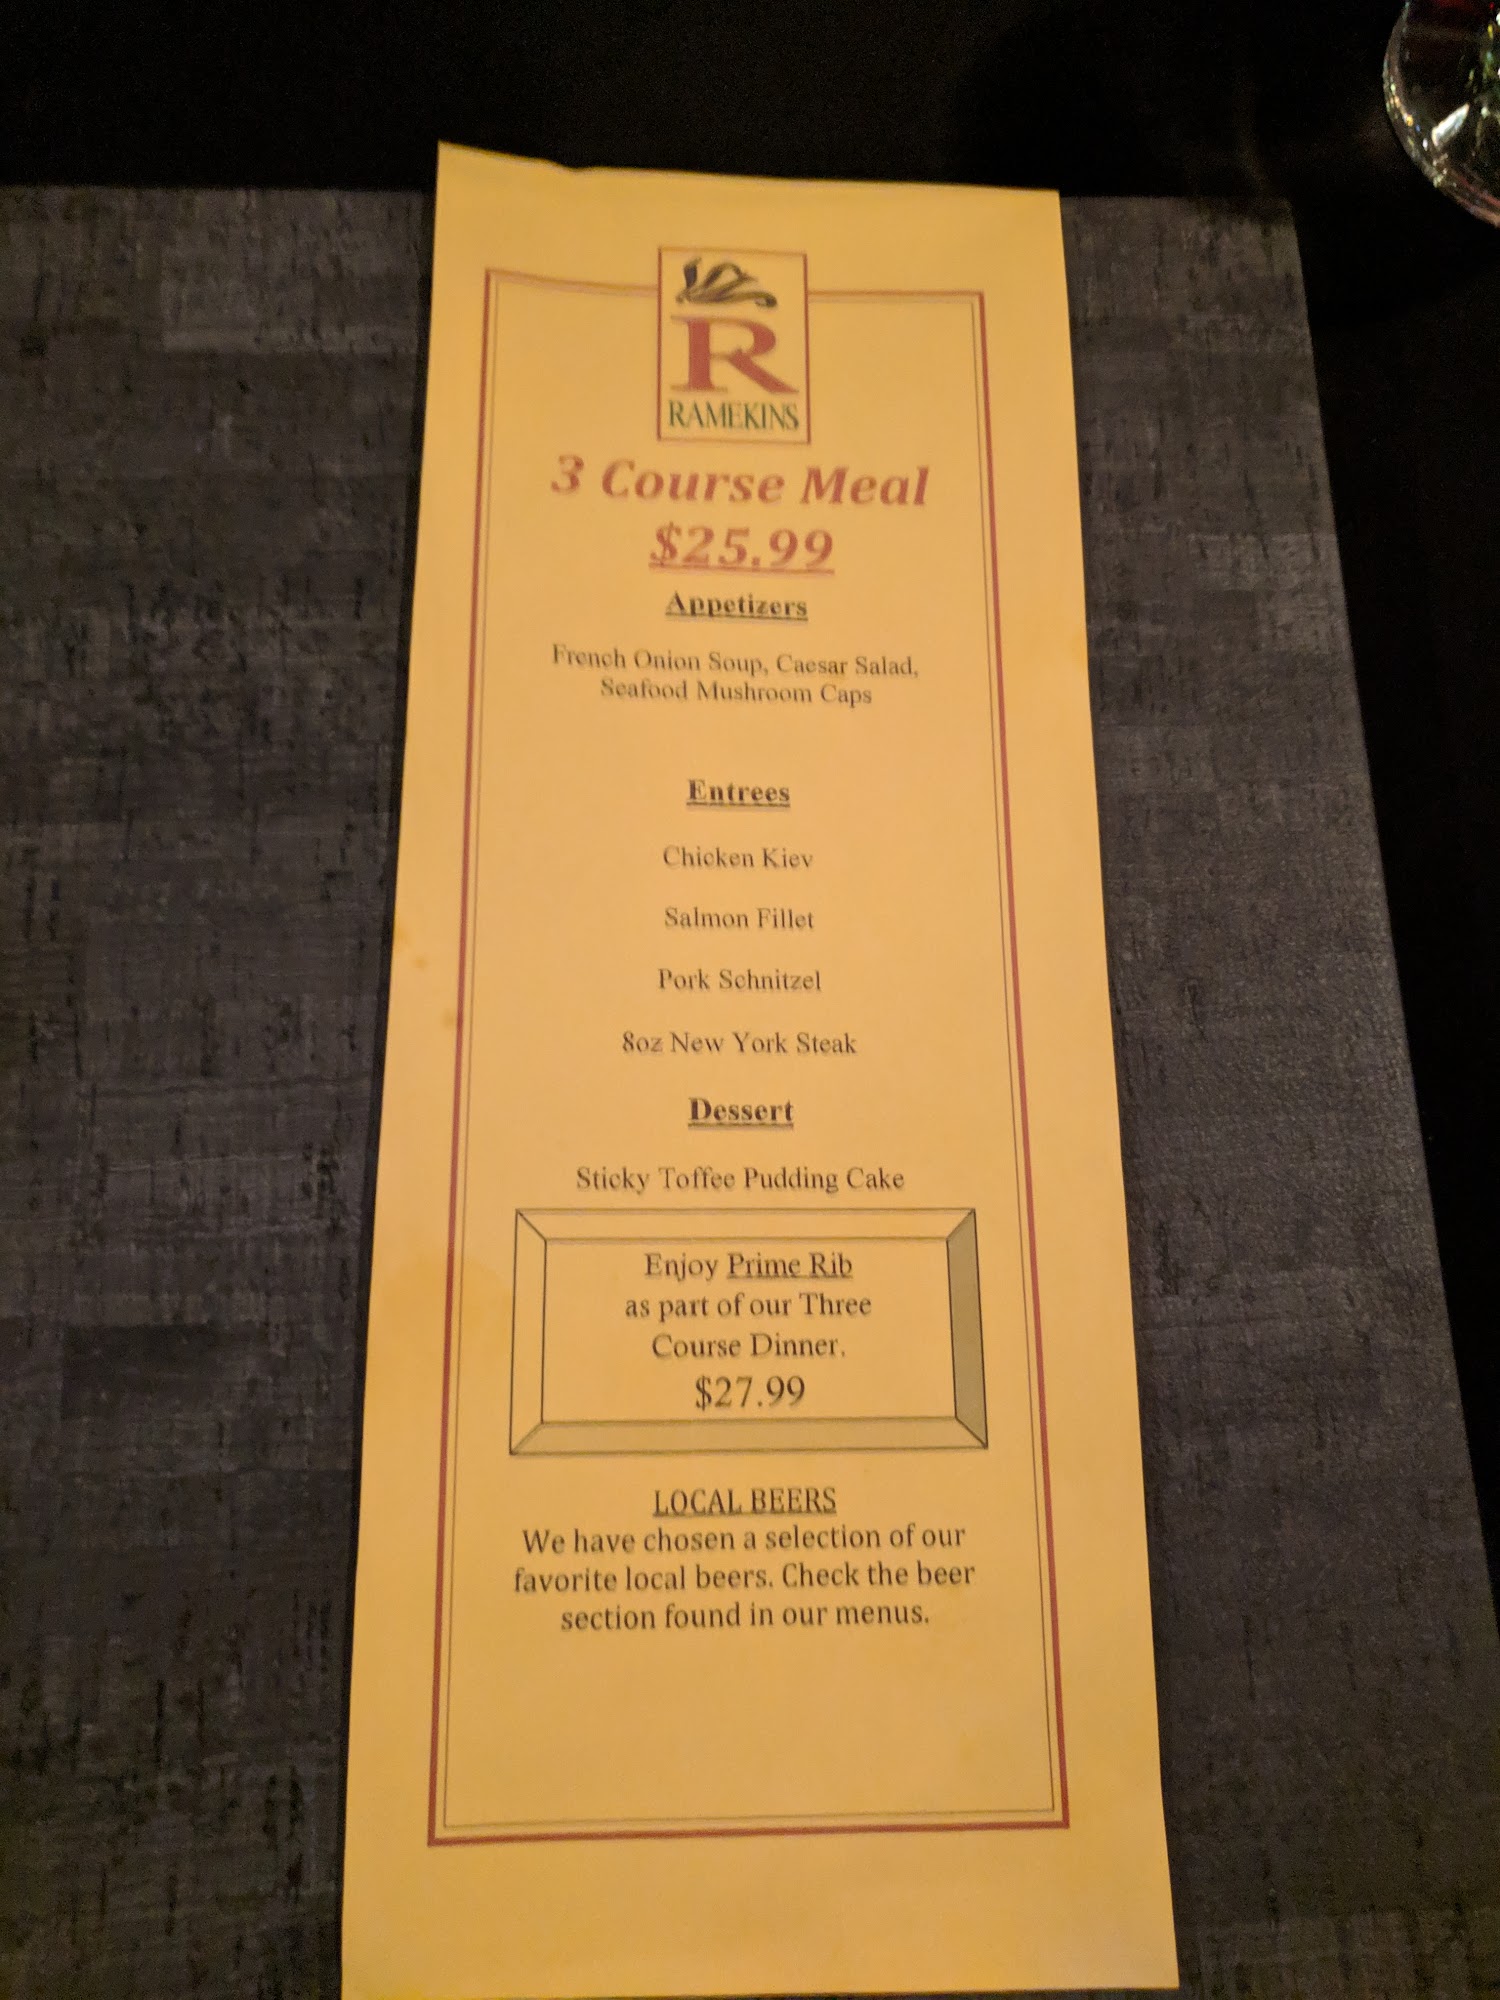 R
RAMEKINS
3 Course Meal
$25.99
Appetizers
French Onion Soup, Caesar Salad,
Seafood Mushroom Caps
Entrees
Chicken Kiev
Salmon Fillet
Pork Schnitzel
8oz New York Steak
Dessert
Sticky Toffee Pudding Cake
Enjoy Prime Rib
as part of our Three
Course Dinner.
$27.99
LOCAL BEERS
We have chosen a selection of our
favorite local beers. Check the beer
section found in our menus.